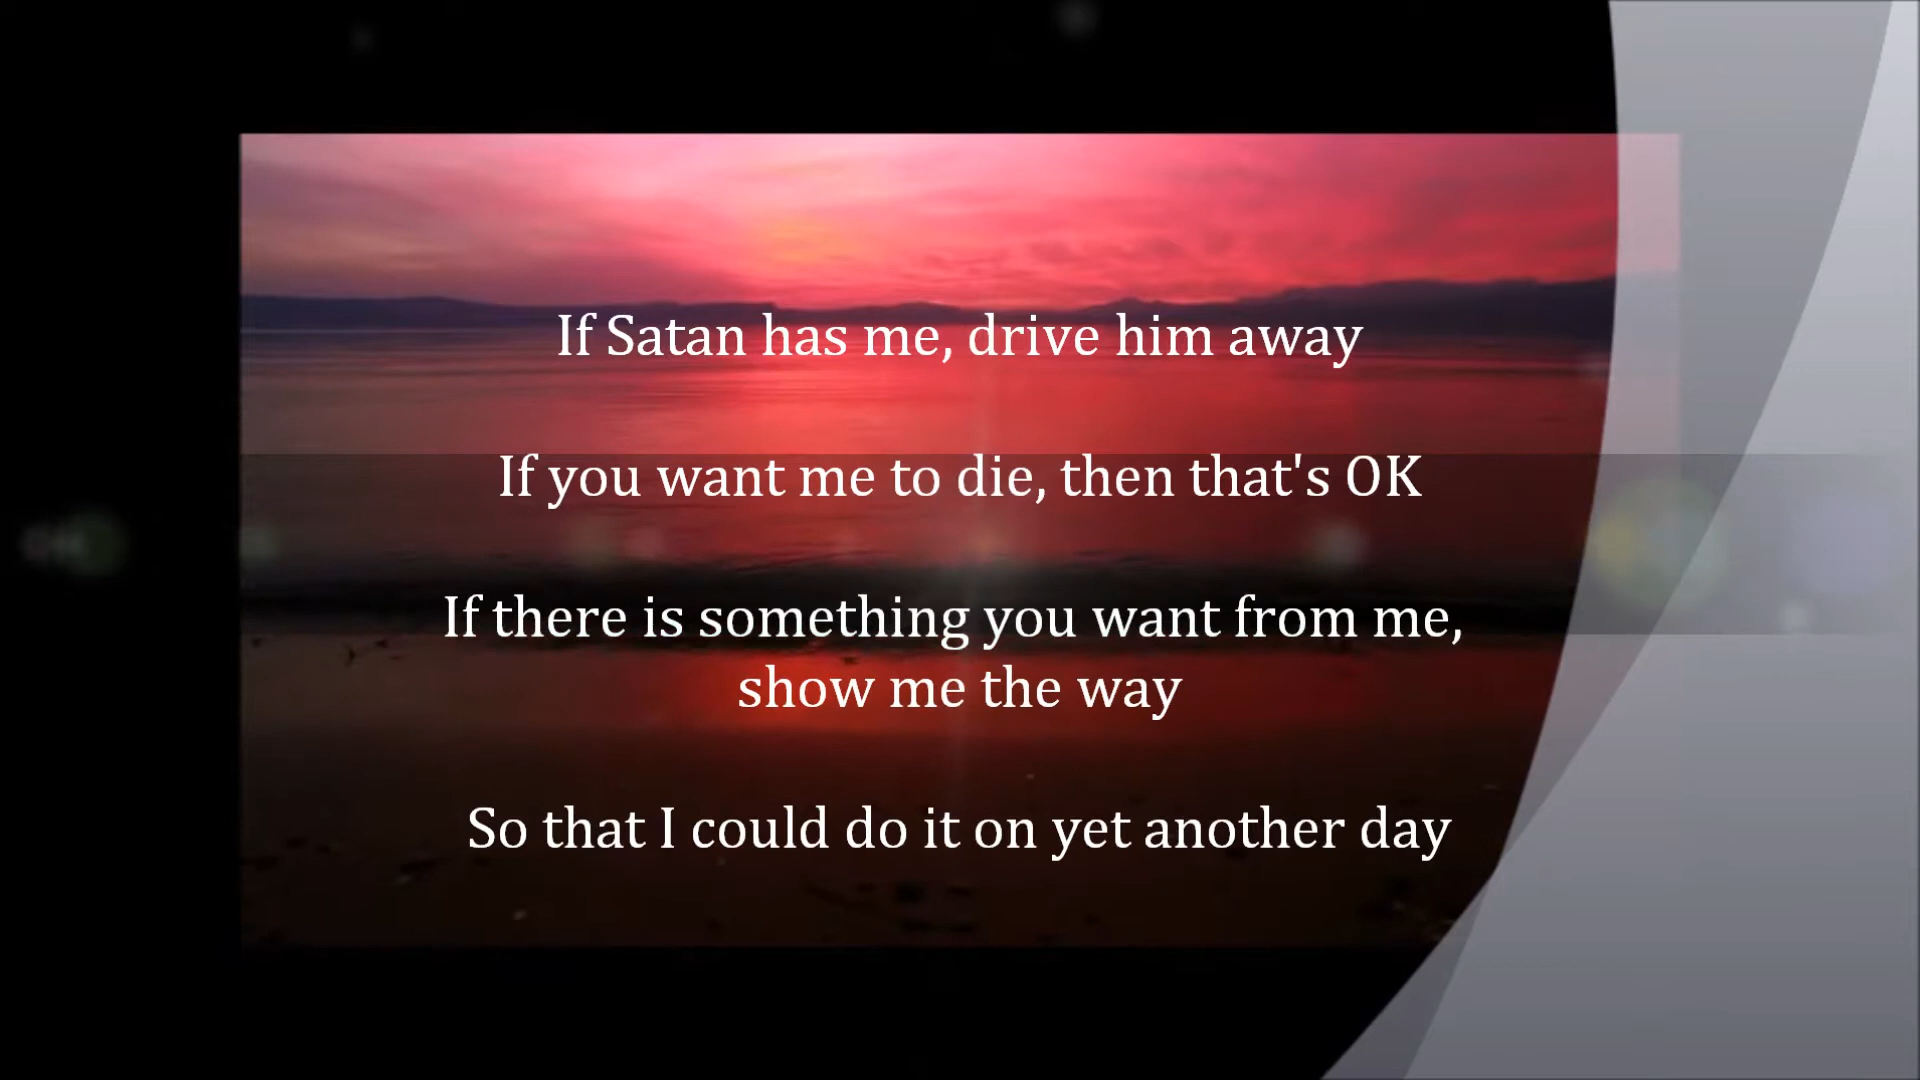 If Satan has me, drive him away
If you want me to die, then that's OK
If there is something you want from me,
show me the way
So that I could do it on yet another day